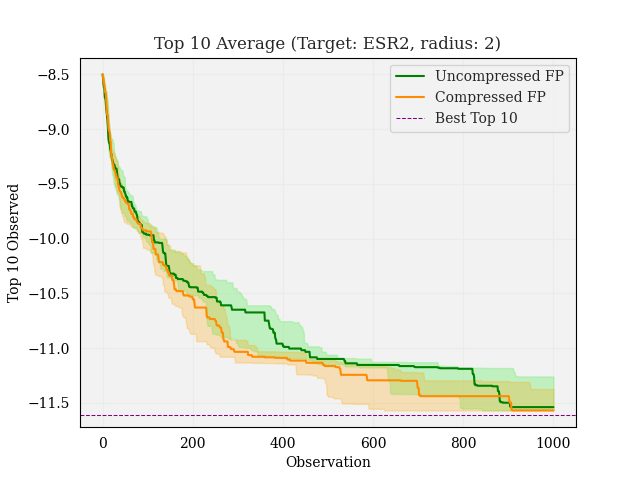 Top 10 Average (Target: ESR2, radius: 2)
Uncompressed FP
Compressed FP
Best Top 10
Top 10 Observed
−8.5
−9.0
−9.5
−10.0
−10.5
−11.0
−11.5
0 200 400 600 800 1000
Observation